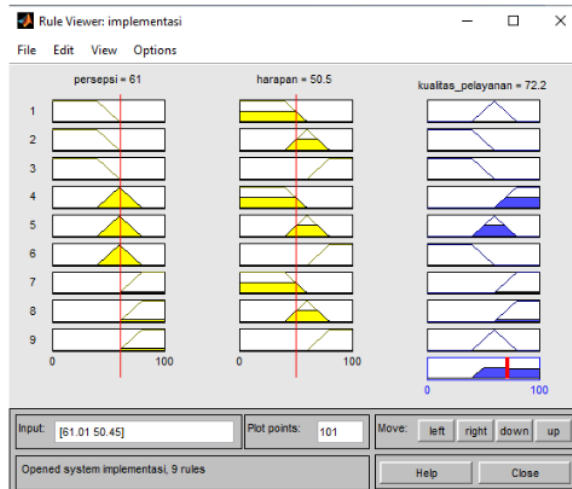 Rule Viewer: implementasi
File Edit View Options
persepsi = 61
harapan = 50.5
kualitas_pelayanan = 72.2
1
2
3
4
5
6
7
8
9
0 100
0 100
0 100
Input: [61.01 50.45]
Plot points: 101
Move: left right down up
Opened system implementasi, 9 rules
Help Close